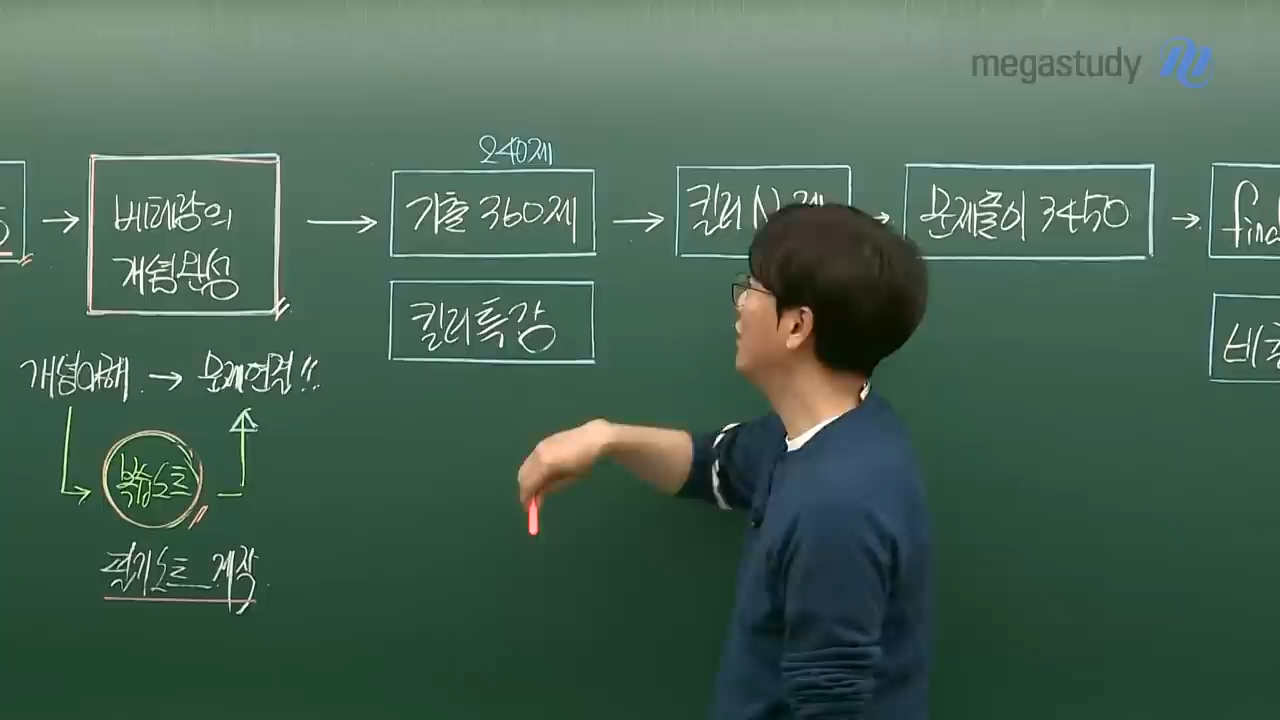 megastudy
240제
→
베테랑의
개념완성
→
기출 360제
→
킬러 N
→
문제풀이 3450
→
find
킬러특강
비
개념이해 → 문제연결!!
복습노트
필기노트 제작